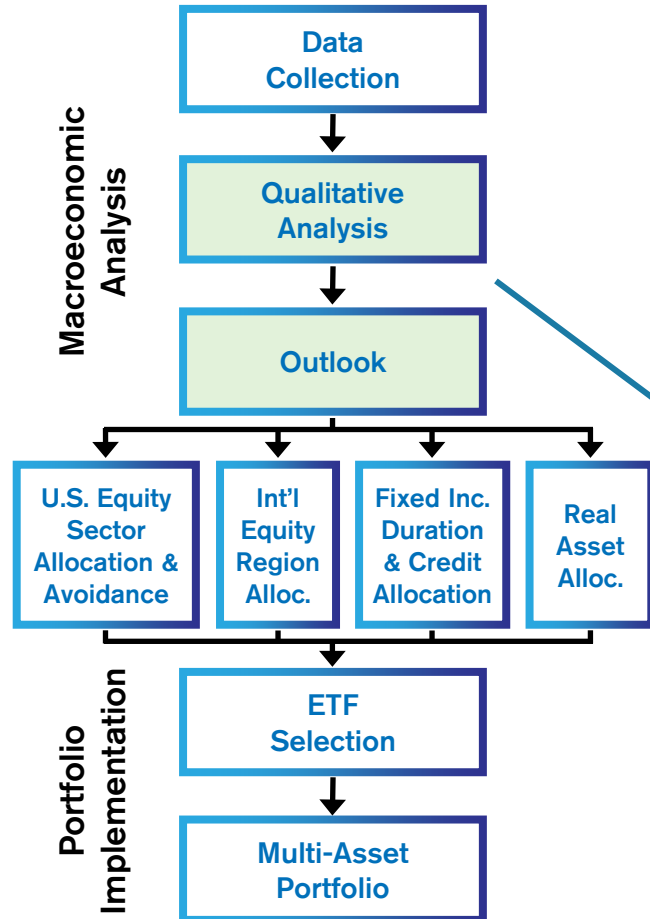 Macroeconomic
Analysis
Data
Collection
Qualitative
Analysis
Outlook
U.S. Equity
Sector
Allocation &
Avoidance
Int'l
Equity
Region
Alloc.
Fixed Inc.
Duration
& Credit
Allocation
Real
Asset
Alloc.
Portfolio
Implementation
ETF
Selection
Multi-Asset
Portfolio